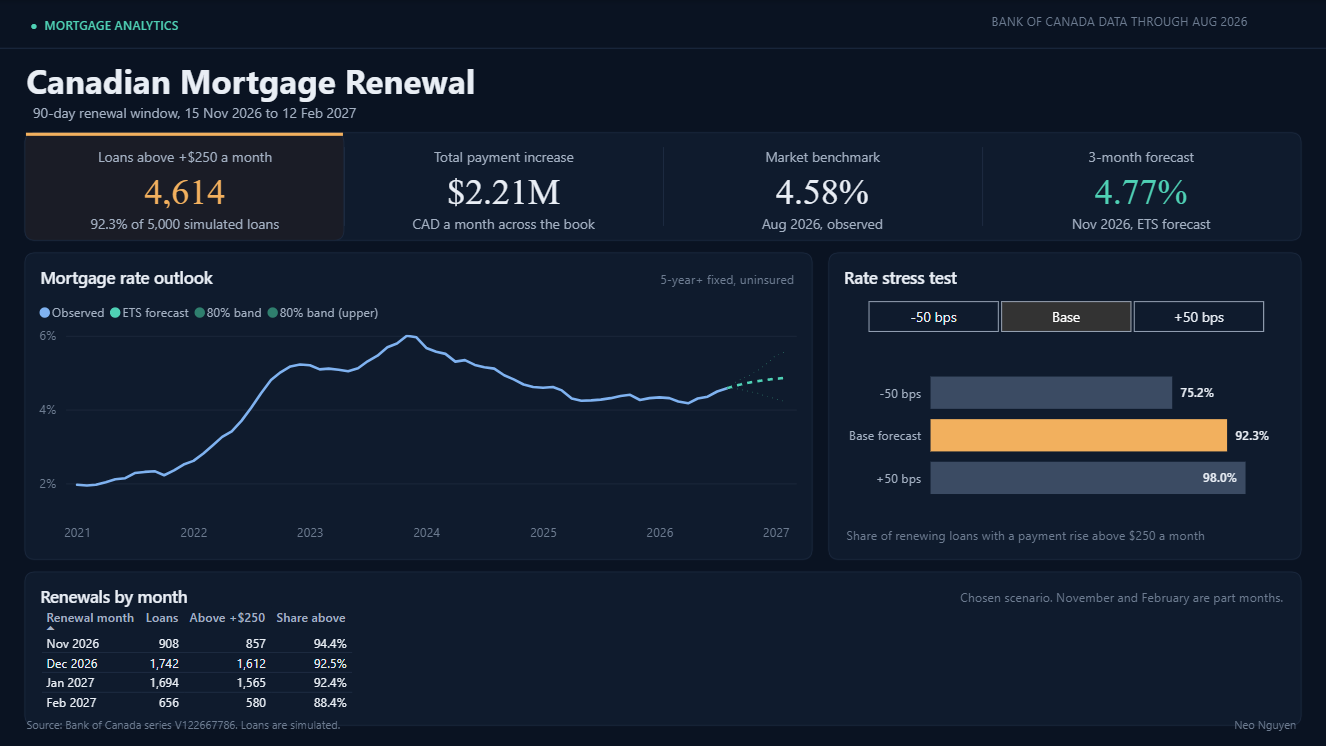 MORTGAGE ANALYTICS
BANK OF CANADA DATA THROUGH AUG 2026
Canadian Mortgage Renewal
90-day renewal window, 15 Nov 2026 to 12 Feb 2027
Loans above +$250 a month
4,614
92.3% of 5,000 simulated loans
Total payment increase
$2.21M
CAD a month across the book
Market benchmark
4.58%
Aug 2026, observed
3-month forecast
4.77%
Nov 2026, ETS forecast
Mortgage rate outlook
5-year+ fixed, uninsured
Observed ETS forecast 80% band 80% band (upper)
6%
4%
2%
2021 2022 2023 2024 2025 2026 2027
Rate stress test
-50 bps Base +50 bps
-50 bps 75.2%
Base forecast 92.3%
+50 bps 98.0%
Share of renewing loans with a payment rise above $250 a month
Renewals by month
Chosen scenario. November and February are part months.
Renewal month Loans Above +$250 Share above
Nov 2026 908 857 94.4%
Dec 2026 1,742 1,612 92.5%
Jan 2027 1,694 1,565 92.4%
Feb 2027 656 580 88.4%
Source: Bank of Canada series V122667786. Loans are simulated.
Neo Nguyen